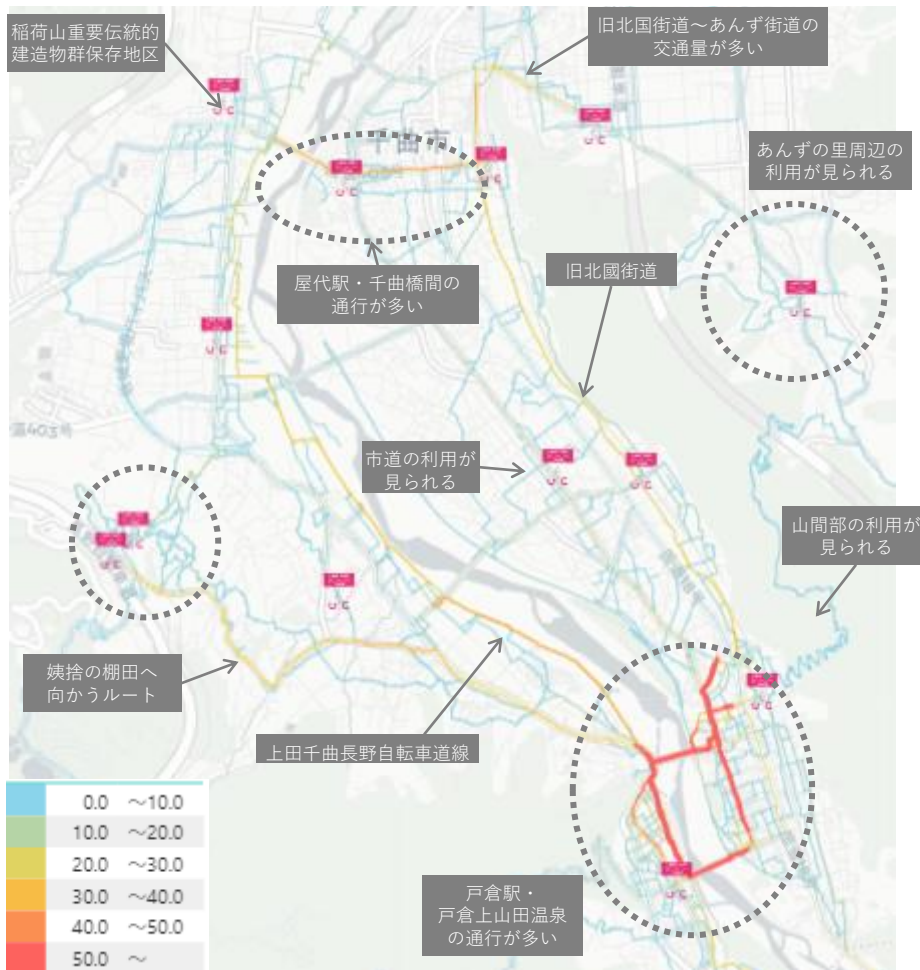 稲荷山重要伝統的
建造物群保存地区
旧北国街道～あんず街道の
交通量が多い
千曲市
あんずの里周辺の
利用が見られる
屋代駅・千曲橋間の
通行が多い
旧北國街道
市道の利用が
見られる
山間部の利用が
見られる
姨捨の棚田へ
向かうルート
上田千曲長野自転車道線
戸倉駅・
戸倉上山田温泉
の通行が多い
0.0 ～10.0
10.0 ～20.0
20.0 ～30.0
30.0 ～40.0
40.0 ～50.0
50.0 ～